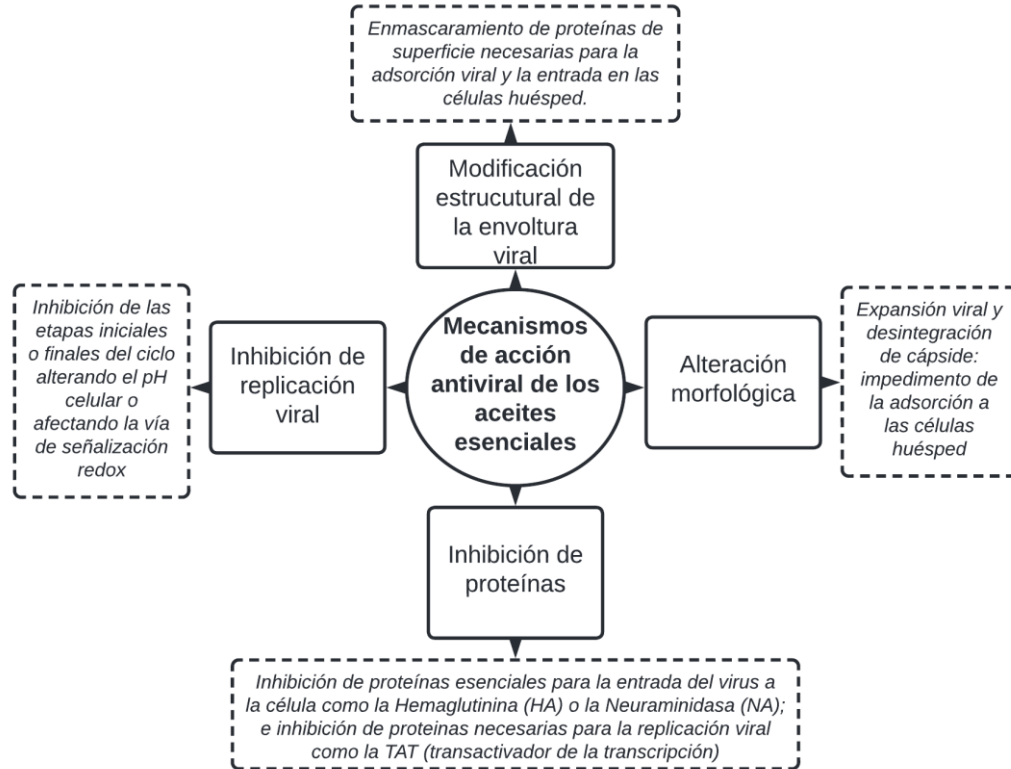 Enmascaramiento de proteínas de
superficie necesarias para la
adsorción viral y la entrada en las
células huésped.
Modificación
estrucutural de
la envoltura
viral
Inhibición de las
etapas iniciales
o finales del ciclo
alterando el pH
celular o
afectando la vía
de señalización
redox
Inhibición de
replicación
viral
Mecanismos
de acción
antiviral de los
aceites
esenciales
Alteración
morfológica
Expansión viral y
desintegración
de cápside:
impedimento de
la adsorción a
las células
huésped
Inhibición de
proteínas
Inhibición de proteínas esenciales para la entrada del virus a
la célula como la Hemaglutinina (HA) o la Neuraminidasa (NA);
e inhibición de proteinas necesarias para la replicación viral
como la TAT (transactivador de la transcripción)